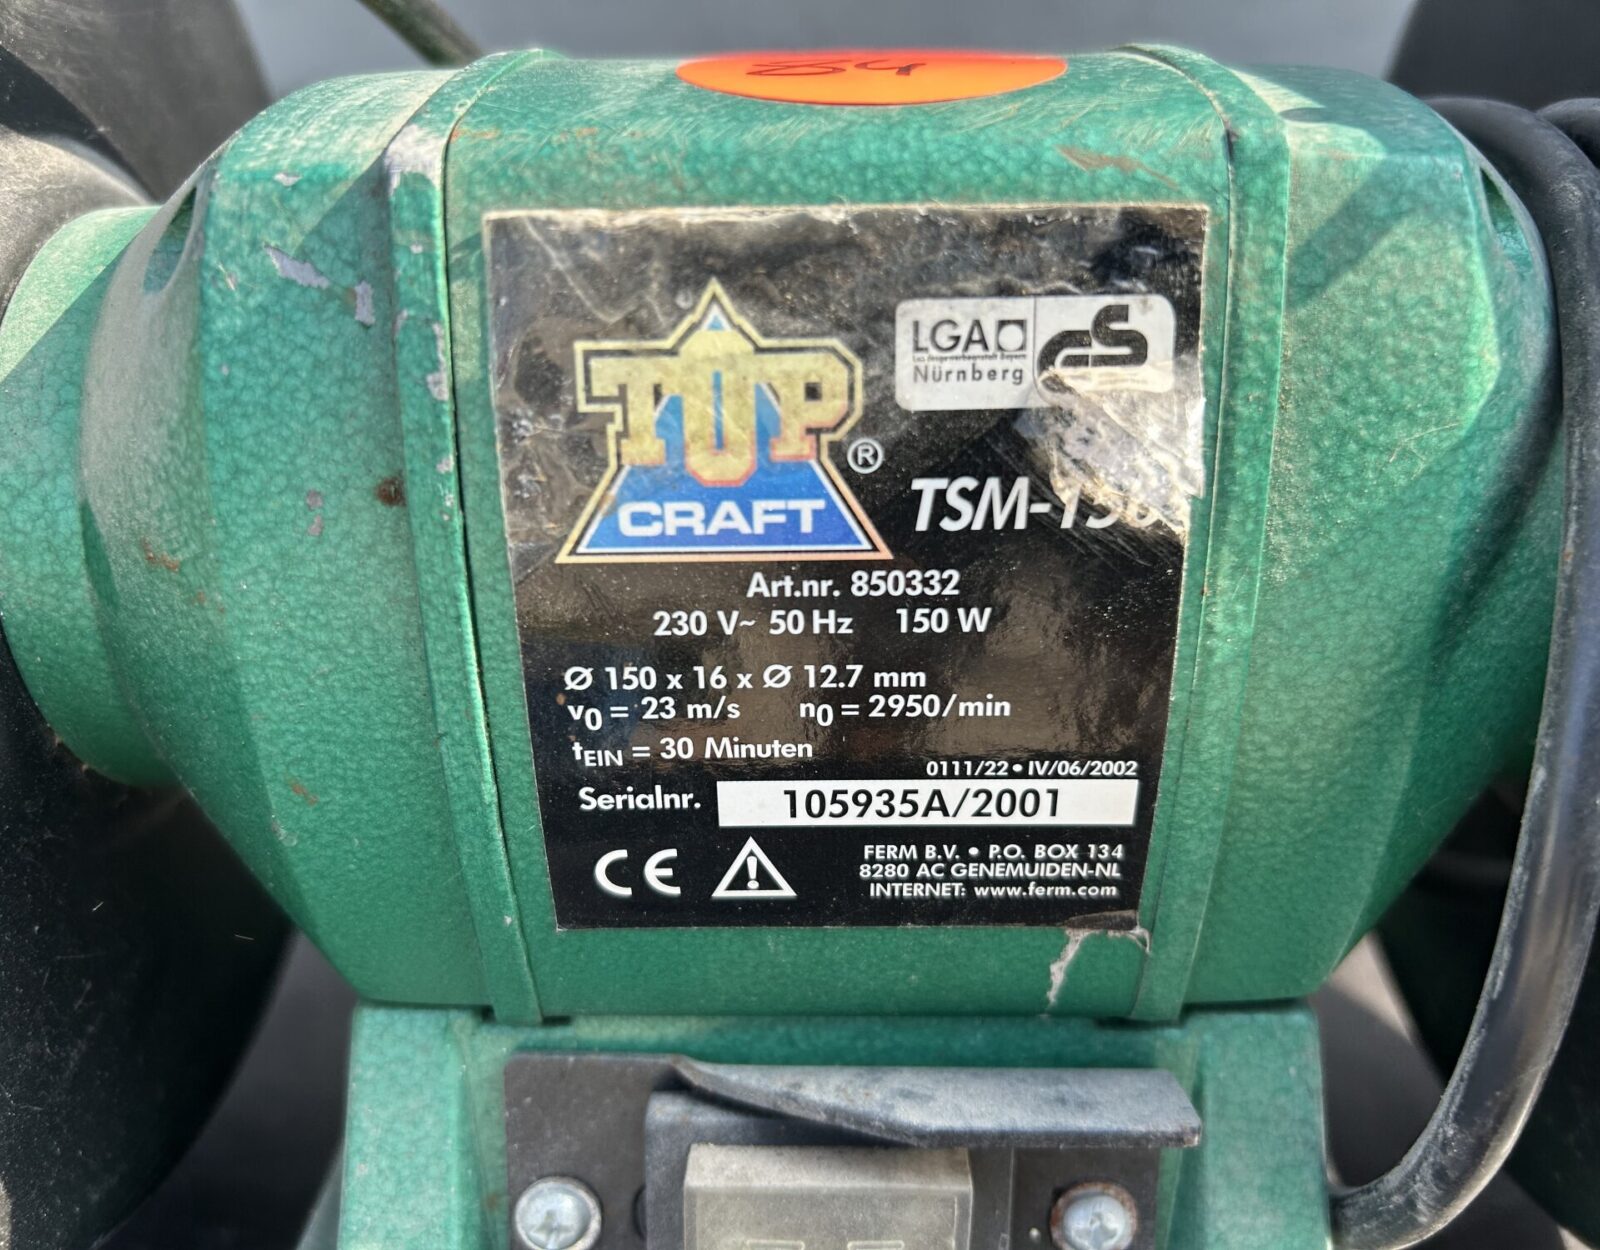 84
TOP
CRAFT
®
LGA
Nürnberg
GS
Art.nr. 850332
230 V~ 50 Hz 150 W
Ø 150 x 16 x Ø 12.7 mm
v0 = 23 m/s n0 = 2950/min
tEIN = 30 Minuten
0111/22 • IV/06/2002
Serialnr. 105935A/2001
CE
FERM B.V. • P.O. BOX 134
8280 AC GENEMUIDEN-NL
INTERNET: www.ferm.com